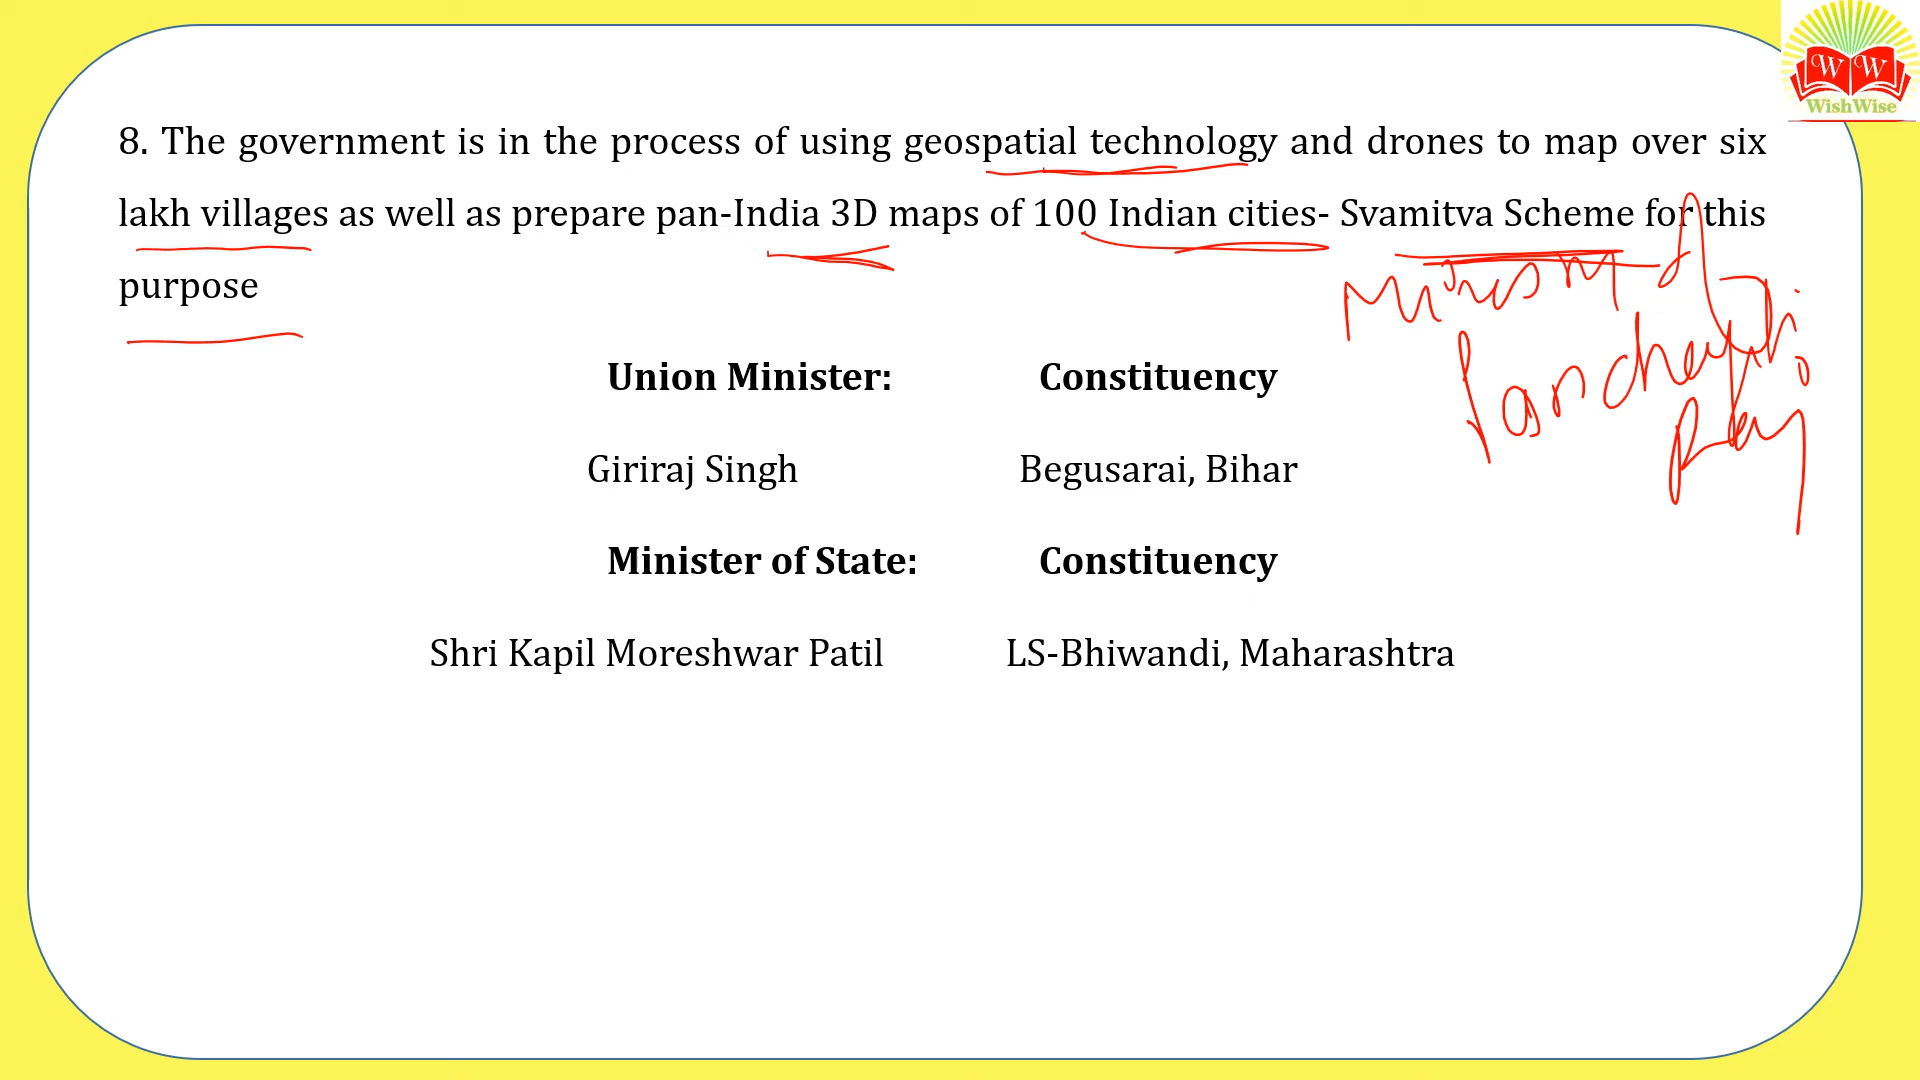 W W
WishWise
8. The government is in the process of using geospatial technology and drones to map over six
lakh villages as well as prepare pan-India 3D maps of 100 Indian cities- Svamitva Scheme for this
purpose
Panchayati
Raj
Union Minister: Constituency
Giriraj Singh Begusarai, Bihar
Minister of State: Constituency
Shri Kapil Moreshwar Patil LS-Bhiwandi, Maharashtra